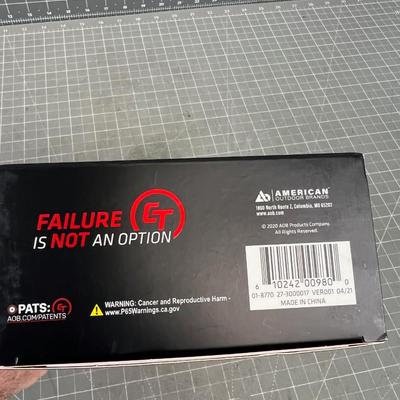 FAILURE CT
IS NOT AN OPTION
AMERICAN
OUTDOOR BRANDS
1800 North Route Z, Columbia, MO 65202
www.aob.com
© 2020 AOB Products Company.
All Rights Reserved.
PATS: CT
AOB.COM/PATENTS
WARNING: Cancer and Reproductive Harm -
www.P65Warnings.ca.gov
6 10242 00980 0
01-8770 27-3000017 VER001 04/21
MADE IN CHINA